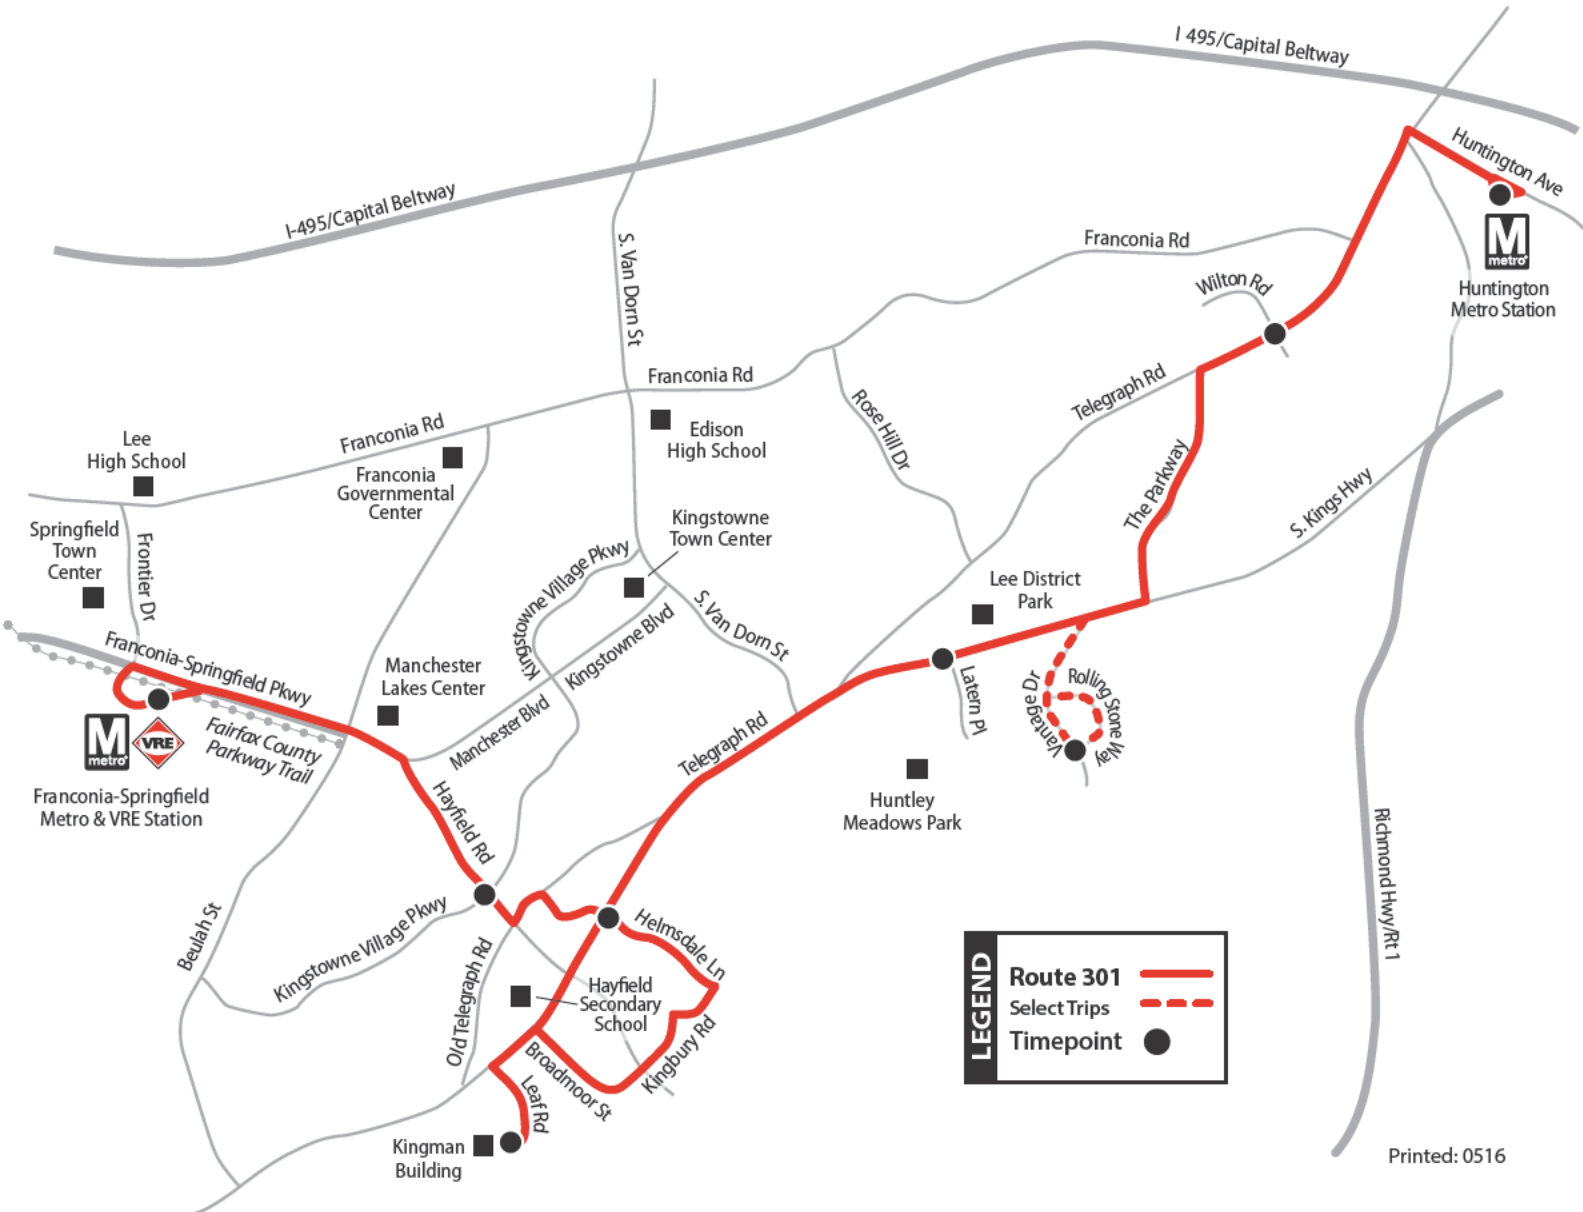 I 495/Capital Beltway
I-495/Capital Beltway
Huntington Ave
M
metro
Huntington
Metro Station
S. Van Dorn St
Franconia Rd
Wilton Rd
Telegraph Rd
Franconia Rd
Franconia Rd
Rose Hill Dr
Edison
High School
Lee
High School
Franconia
Governmental
Center
Springfield
Town
Center
Frontier Dr
Kingstowne
Town Center
The Parkway
S. Kings Hwy
Kingstowne Village Pkwy
Kingstowne Blvd
S. Van Dorn St
Lee District
Park
Franconia-Springfield Pkwy
Manchester
Lakes Center
Manchester Blvd
Latern Pl
Vantage Dr
Rolling Stone Way
M
metro
VRE
Fairfax County
Parkway Trail
Franconia-Springfield
Metro & VRE Station
Telegraph Rd
Hayfield Rd
Huntley
Meadows Park
Richmond Hwy/Rt 1
Beulah St
Kingstowne Village Pkwy
Old Telegraph Rd
Helmsdale Ln
Hayfield
Secondary
School
Kingbury Rd
Broadmoor St
Leaf Rd
Kingman
Building
LEGEND
Route 301
Select Trips
Timepoint
Printed: 0516